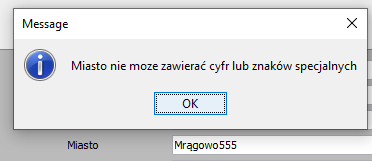 Message
Miasto nie moze zawierać cyfr lub znaków specjalnych
OK
Miasto Mrągowo555